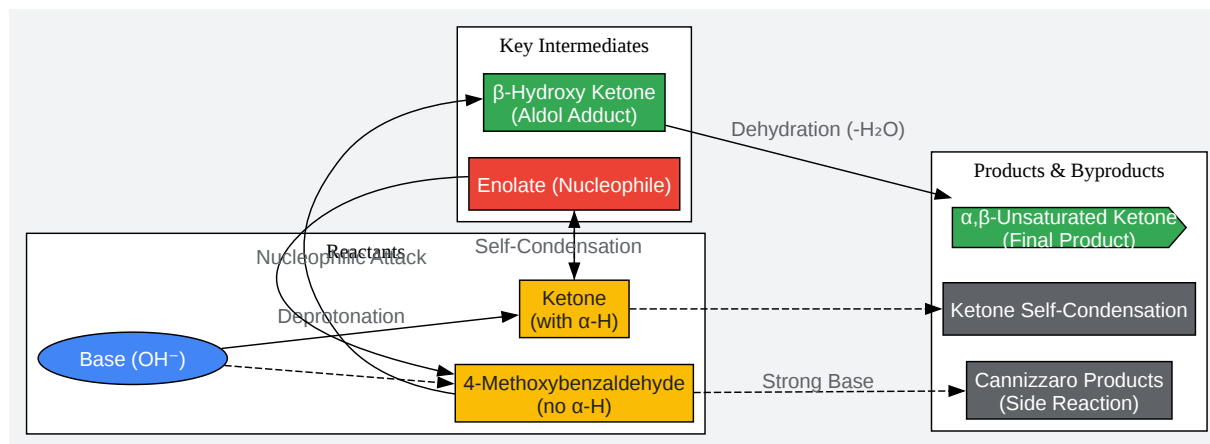 Key Intermediates
β-Hydroxy Ketone
(Aldol Adduct)
Dehydration (-H₂O)
Enolate (Nucleophile)
Products & Byproducts
α,β-Unsaturated Ketone
(Final Product)
Reactants
Nucleophilic Attack
Self-Condensation
Ketone
(with α-H)
Ketone Self-Condensation
Deprotonation
Base (OH⁻)
4-Methoxybenzaldehyde
(no α-H)
Strong Base
Cannizzaro Products
(Side Reaction)